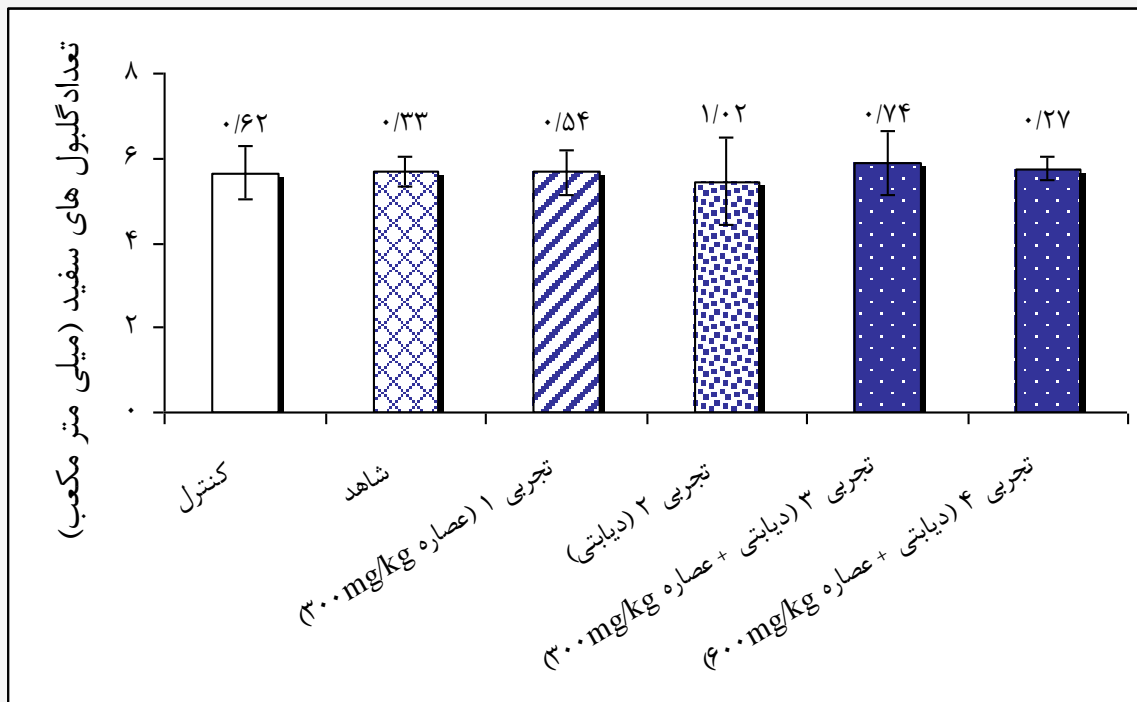 تعدادگلبول های سفید (میلی متر مکعب)
۸
۶
۴
۲
۰
۰/۶۲
۰/۳۳
۰/۵۴
۱/۰۲
۰/۷۴
۰/۲۷
کنترل
شاهد
تجربی ۱ (عصاره ۳۰۰mg/kg)
تجربی ۲ (دیابتی)
تجربی ۳ (دیابتی + عصاره ۳۰۰mg/kg)
تجربی ۴ (دیابتی + عصاره ۶۰۰mg/kg)